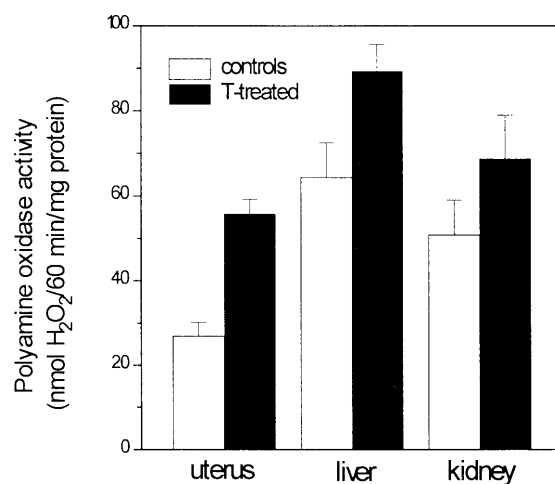 Polyamine oxidase activity
(nmol H₂O₂/60 min/mg protein)
100
80
60
40
20
0
controls
T-treated
uterus liver kidney